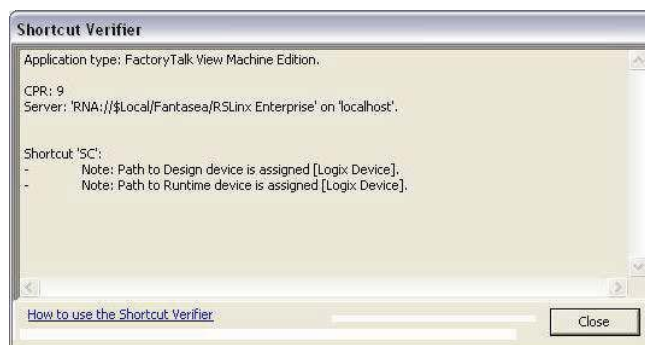 Shortcut Verifier
Application type: FactoryTalk View Machine Edition.
CPR: 9
Server: 'RNA://$Local/Fantasea/RSLinx Enterprise' on 'localhost'.
Shortcut 'SC':
- Note: Path to Design device is assigned [Logix Device].
- Note: Path to Runtime device is assigned [Logix Device].
How to use the Shortcut Verifier
Close